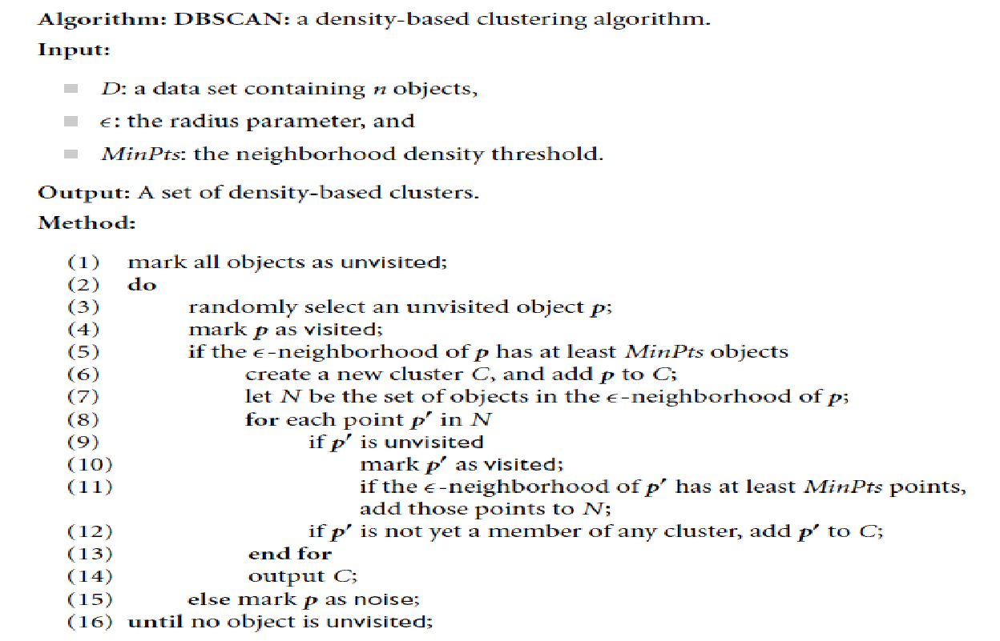 Algorithm: DBSCAN: a density-based clustering algorithm.
Input:
D: a data set containing n objects,
ϵ: the radius parameter, and
MinPts: the neighborhood density threshold.
Output: A set of density-based clusters.
Method:
(1) mark all objects as unvisited;
(2) do
(3) randomly select an unvisited object p;
(4) mark p as visited;
(5) if the ϵ-neighborhood of p has at least MinPts objects
(6) create a new cluster C, and add p to C;
(7) let N be the set of objects in the ϵ-neighborhood of p;
(8) for each point p′ in N
(9) if p′ is unvisited
(10) mark p′ as visited;
(11) if the ϵ-neighborhood of p′ has at least MinPts points,
add those points to N;
(12) if p′ is not yet a member of any cluster, add p′ to C;
(13) end for
(14) output C;
(15) else mark p as noise;
(16) until no object is unvisited;